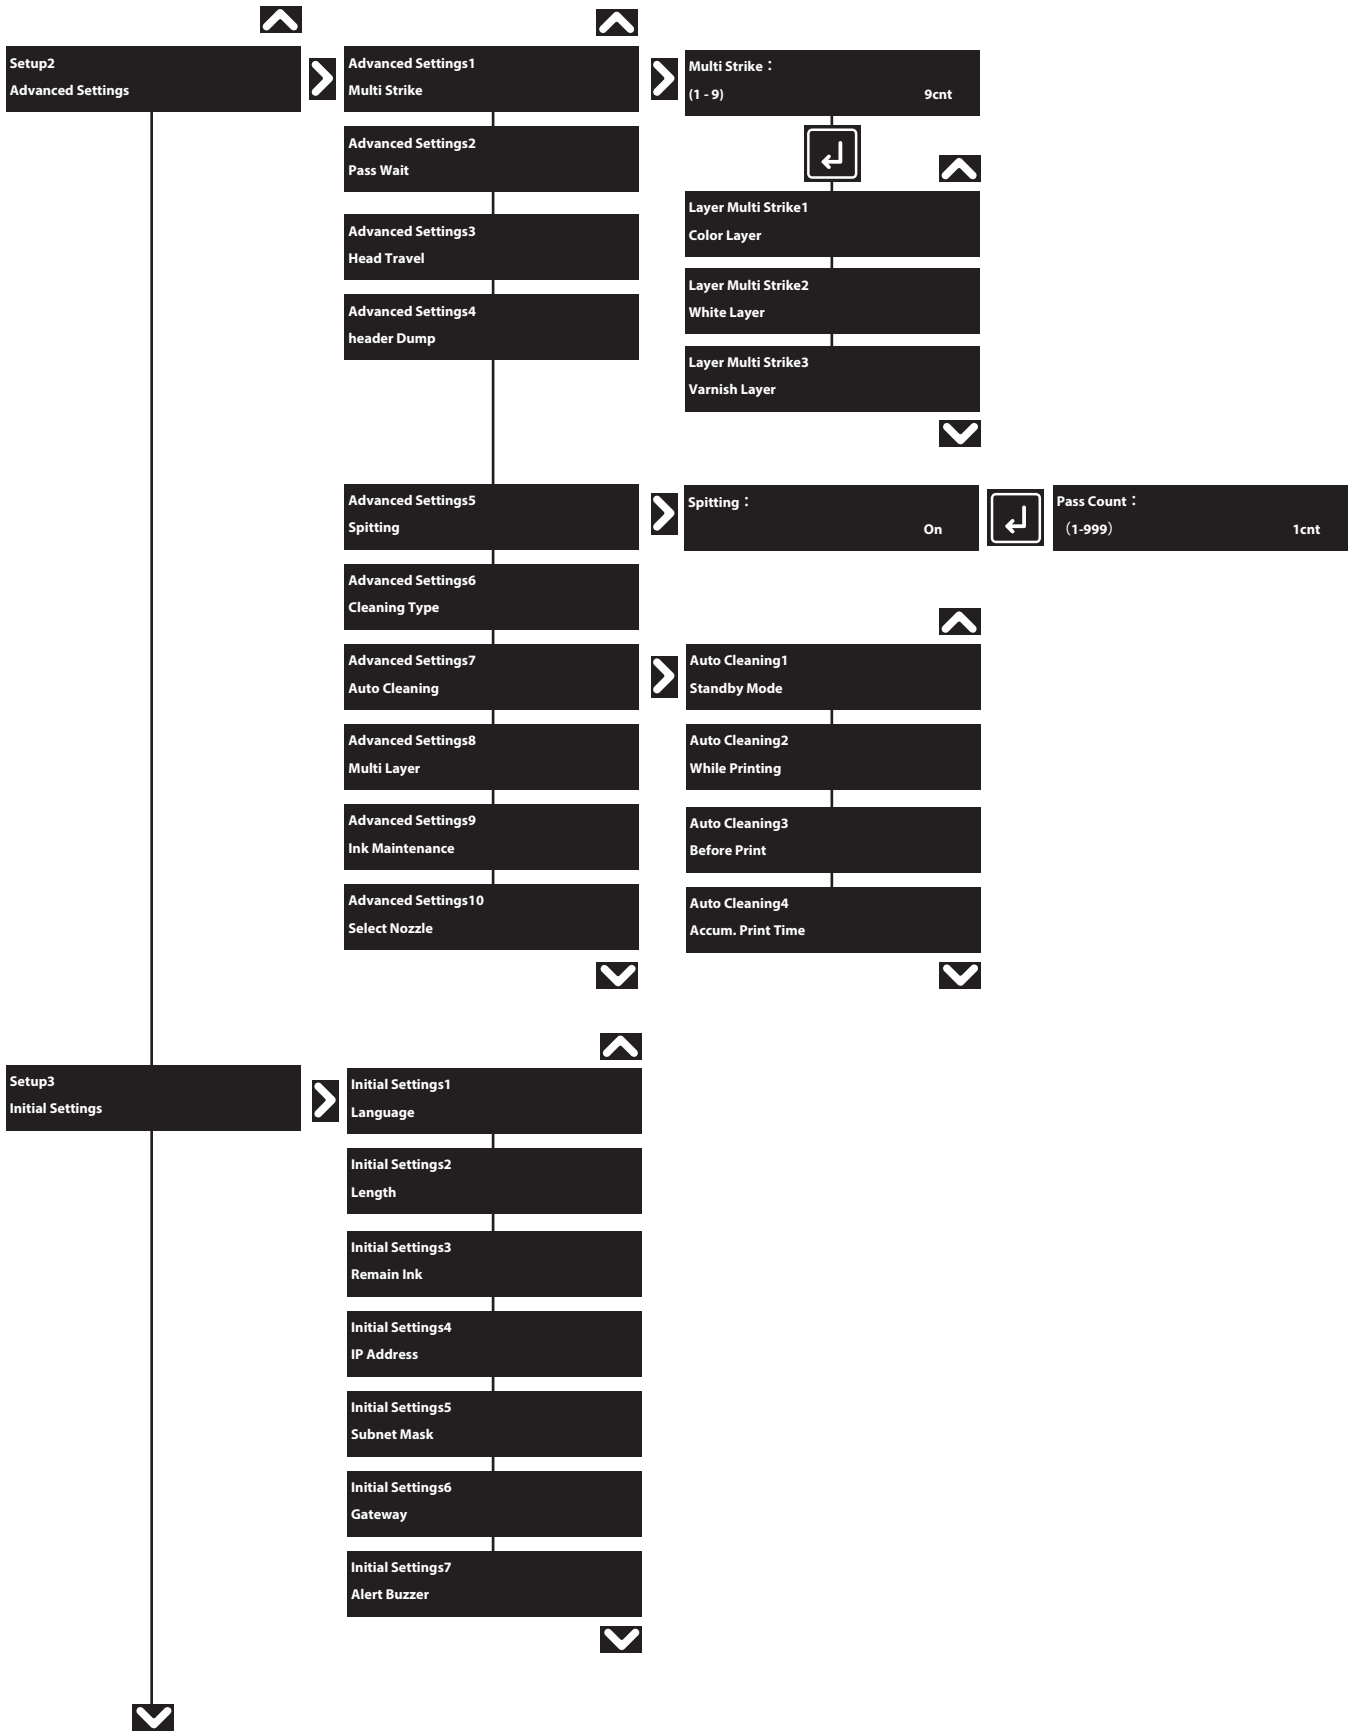 Setup2
Advanced Settings
Advanced Settings1
Multi Strike
Multi Strike：
(1 - 9) 9cnt
Advanced Settings2
Pass Wait
Layer Multi Strike1
Color Layer
Advanced Settings3
Head Travel
Layer Multi Strike2
White Layer
Advanced Settings4
header Dump
Layer Multi Strike3
Varnish Layer
Advanced Settings5
Spitting
Spitting：
On
Pass Count：
（1-999） 1cnt
Advanced Settings6
Cleaning Type
Advanced Settings7
Auto Cleaning
Auto Cleaning1
Standby Mode
Advanced Settings8
Multi Layer
Auto Cleaning2
While Printing
Advanced Settings9
Ink Maintenance
Auto Cleaning3
Before Print
Advanced Settings10
Select Nozzle
Auto Cleaning4
Accum. Print Time
Setup3
Initial Settings
Initial Settings1
Language
Initial Settings2
Length
Initial Settings3
Remain Ink
Initial Settings4
IP Address
Initial Settings5
Subnet Mask
Initial Settings6
Gateway
Initial Settings7
Alert Buzzer